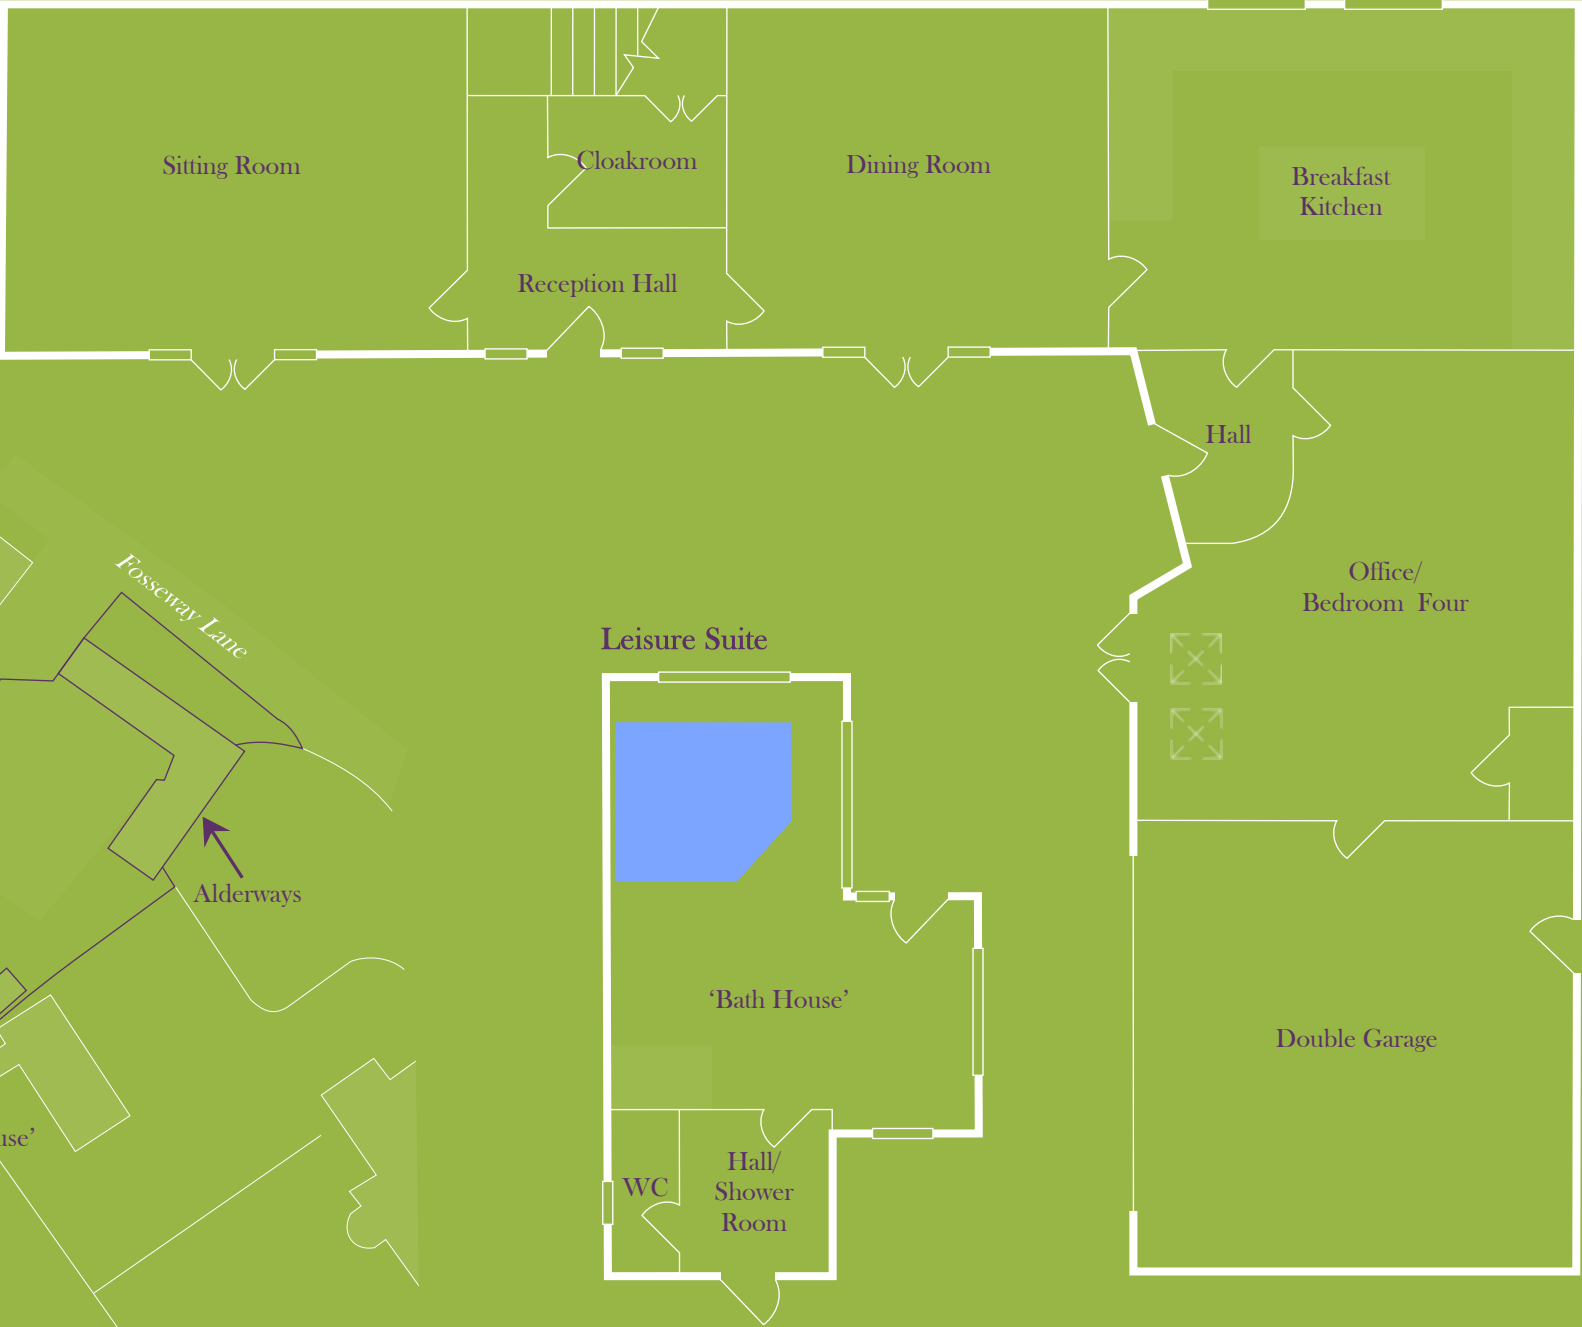 Sitting Room
Cloakroom
Dining Room
Breakfast
Kitchen
Reception Hall
Hall
Fosseway Lane
Office/
Bedroom Four
Leisure Suite
Alderways
‘Bath House’
Double Garage
use’
Hall/
WC
Shower
Room